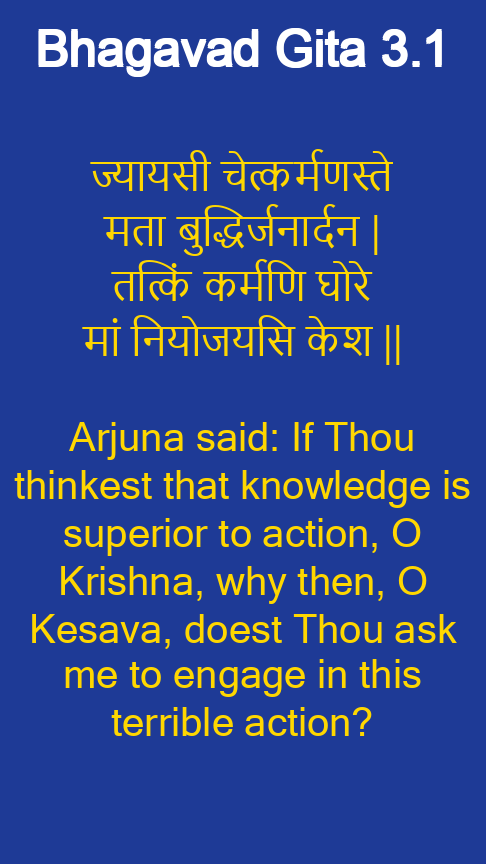 Bhagavad Gita 3.1
ज्यायसी चेत्कर्मणस्ते
मता बुद्धिर्जनार्दन |
तत्किं कर्मणि घोरे
मां नियोजयसि केश ||
Arjuna said: If Thou
thinkest that knowledge is
superior to action, O
Krishna, why then, O
Kesava, doest Thou ask
me to engage in this
terrible action?